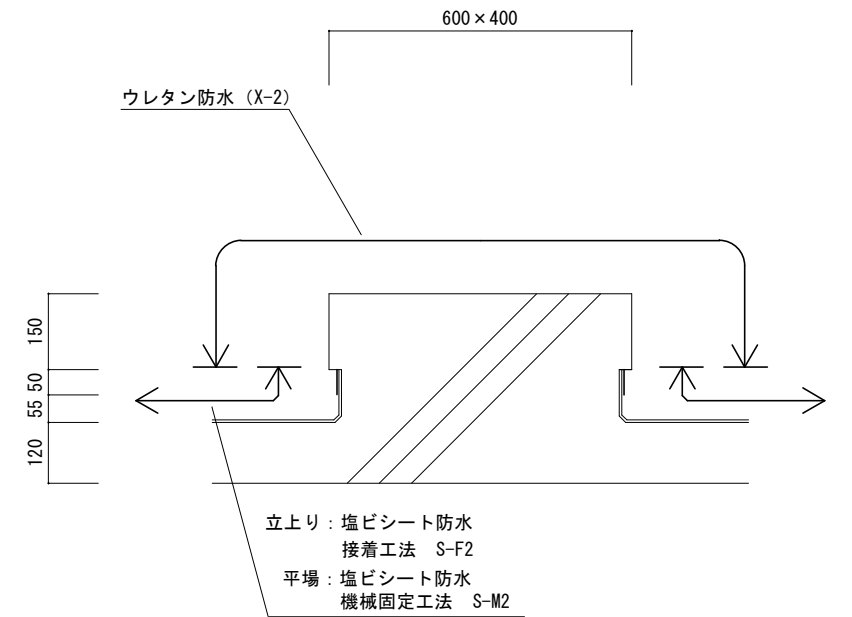 600×400
ウレタン防水（X-2）
150
50
55
120
立上り：塩ビシート防水
接着工法　S-F2
平場：塩ビシート防水
機械固定工法　S-M2